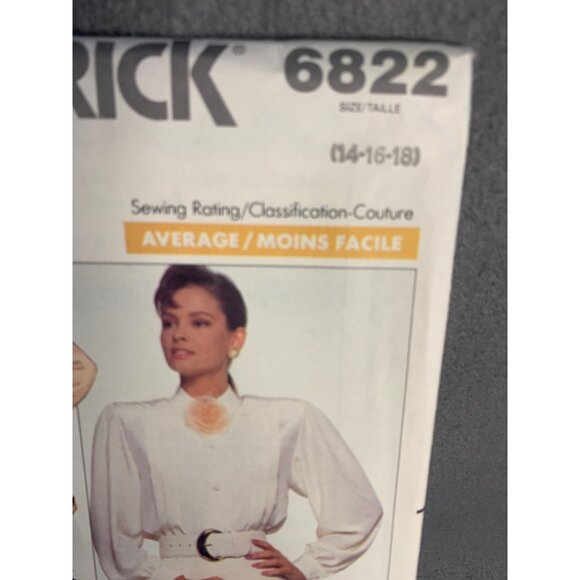 RICK® 6822
SIZE/TAILLE
(14-16-18)
Sewing Rating/Classification-Couture
AVERAGE/MOINS FACILE